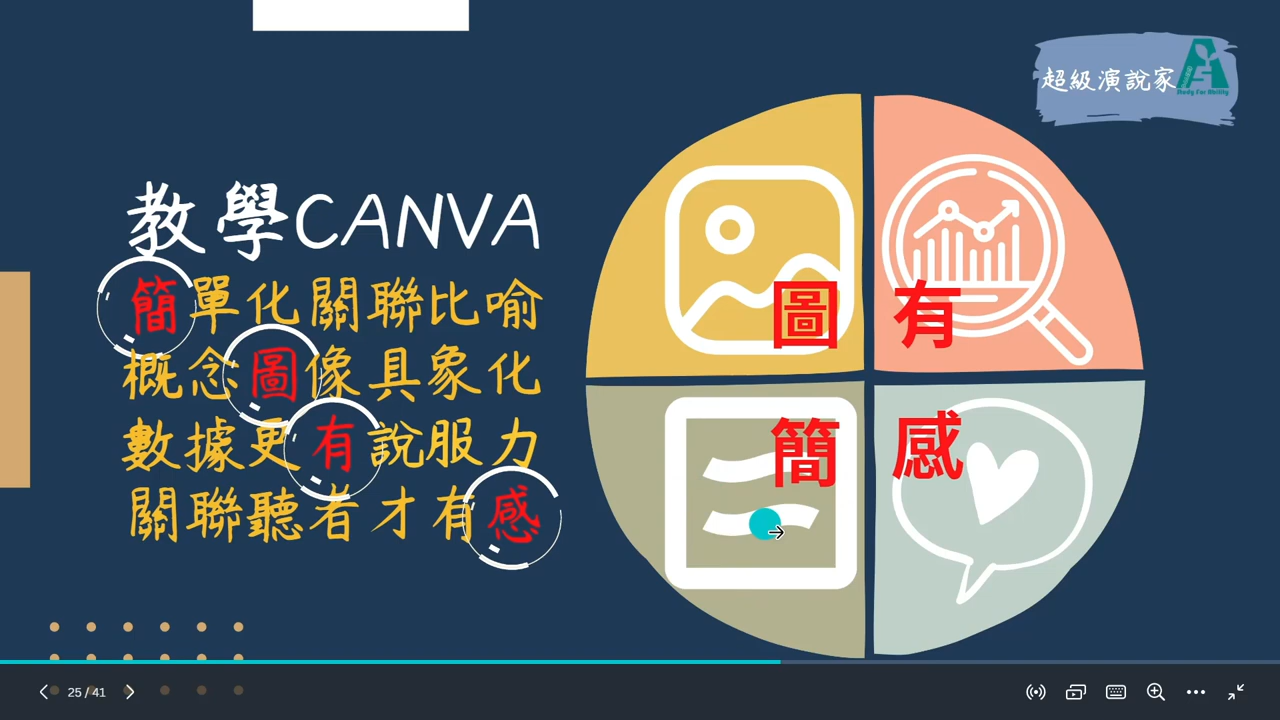 超級演說家
Ready For Ability
教學CANVA
簡單化關聯比喻
概念圖像具象化
數據更有說服力
關聯聽者才有感
圖 有
簡 感
25 / 41